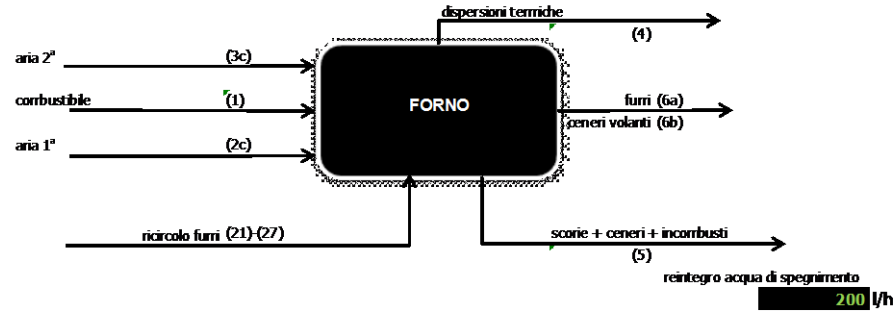 dispersioni termiche
(4)
aria 2ª (3c)
combustibile (1)
FORNO
fumi (6a)
ceneri volanti (6b)
aria 1ª (2c)
ricircolo fumi (21)-(27)
scorie + ceneri + incombusti
(5)
reintegro acqua di spegnimento
200 l/h